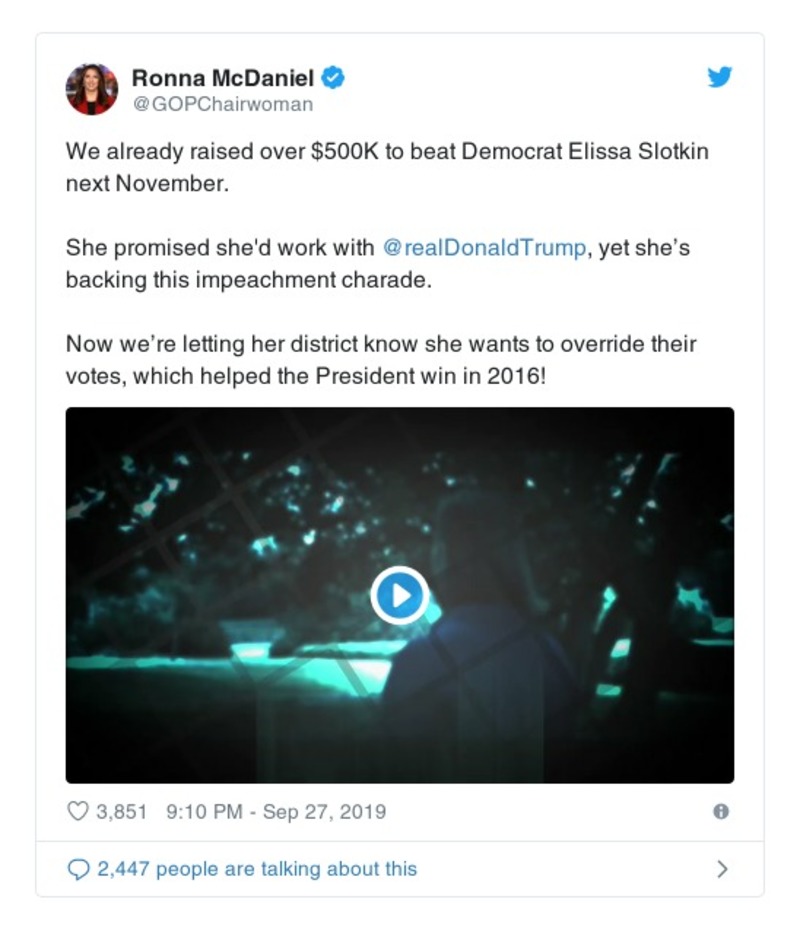 Ronna McDaniel
@GOPChairwoman
We already raised over $500K to beat Democrat Elissa Slotkin
next November.
She promised she'd work with @realDonaldTrump, yet she’s
backing this impeachment charade.
Now we’re letting her district know she wants to override their
votes, which helped the President win in 2016!
3,851 9:10 PM - Sep 27, 2019
2,447 people are talking about this